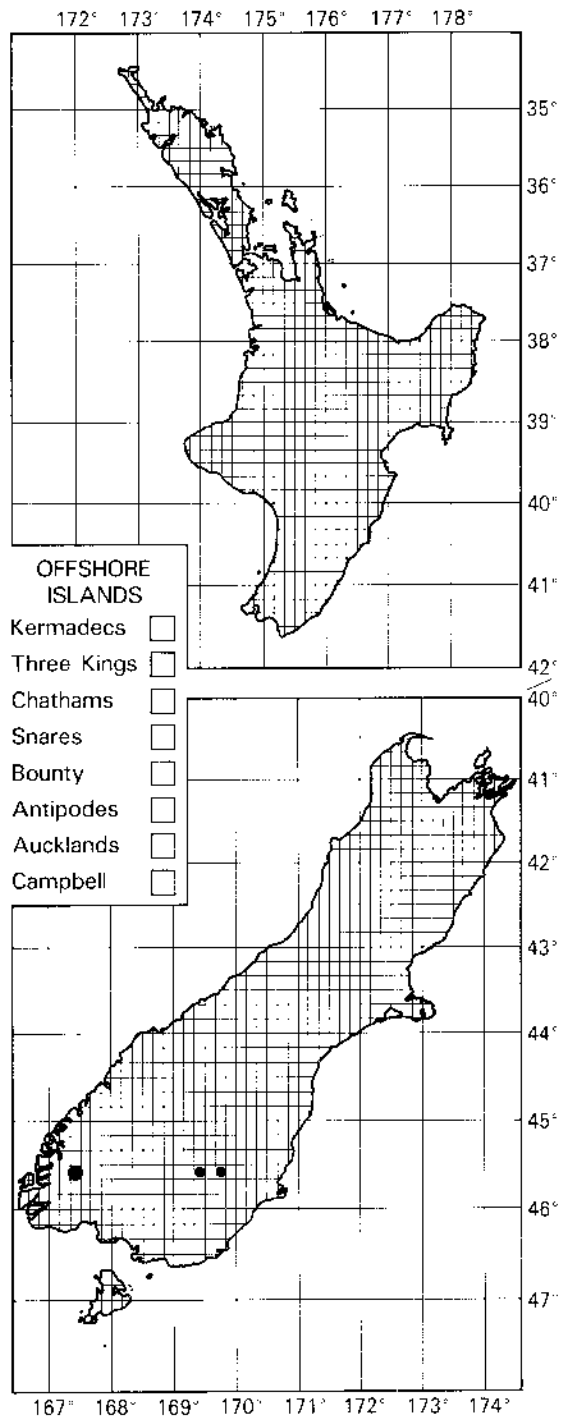 172° 173° 174° 175° 176° 177° 178°
35°
36°
37°
38°
39°
40°
41°
42°
OFFSHORE
ISLANDS
Kermadecs
Three Kings
Chathams
Snares
Bounty
Antipodes
Aucklands
Campbell
40°
41°
42°
43°
44°
45°
46°
47°
167° 168° 169° 170° 171° 172° 173° 174°